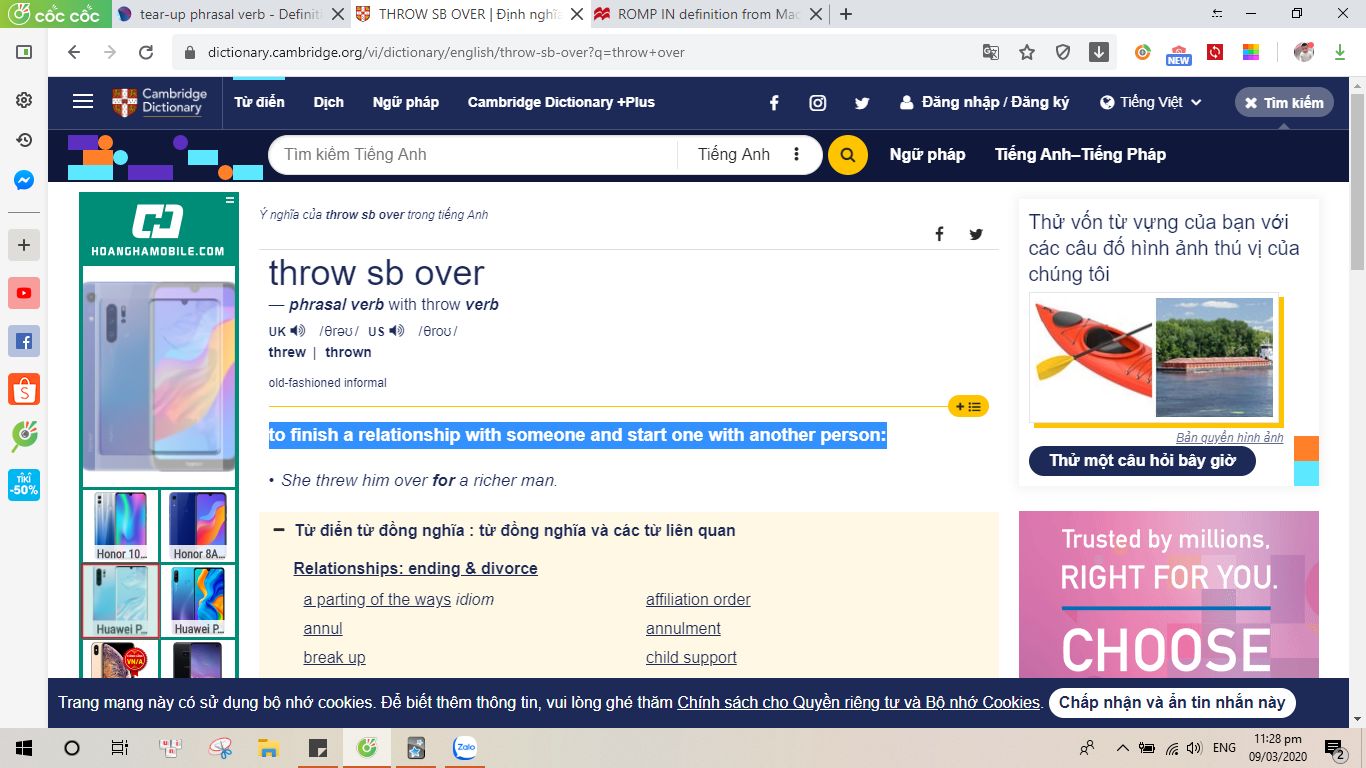 cốc cốc
tear-up phrasal verb - Definiti
THROW SB OVER | Định nghĩa
ROMP IN definition from Mac
dictionary.cambridge.org/vi/dictionary/english/throw-sb-over?q=throw+over
NEW
Cambridge
Dictionary
Từ điển
Dịch
Ngữ pháp
Cambridge Dictionary +Plus
Đăng nhập / Đăng ký
Tiếng Việt
Tìm kiếm
Tìm kiếm Tiếng Anh
Tiếng Anh
Ngữ pháp
Tiếng Anh–Tiếng Pháp
HOANGHAMOBILE.COM
Honor 10...
Honor 8A...
Huawei P...
Huawei P...
VN/A
TIKI
-50%
Ý nghĩa của throw sb over trong tiếng Anh
throw sb over
— phrasal verb with throw verb
UK /θrəʊ/ US /θroʊ/
threw | thrown
old-fashioned informal
to finish a relationship with someone and start one with another person:
• She threw him over for a richer man.
Từ điển từ đồng nghĩa : từ đồng nghĩa và các từ liên quan
Relationships: ending & divorce
a parting of the ways idiom
affiliation order
annul
annulment
break up
child support
Thử vốn từ vựng của bạn với
các câu đố hình ảnh thú vị của
chúng tôi
Bản quyền hình ảnh
Thử một câu hỏi bây giờ
Trusted by millions,
RIGHT FOR YOU.
CHOOSE
Trang mạng này có sử dụng bộ nhớ cookies. Để biết thêm thông tin, vui lòng ghé thăm Chính sách cho Quyền riêng tư và Bộ nhớ Cookies.
Chấp nhận và ẩn tin nhắn này
Zalo
ENG
11:28 pm
09/03/2020
2